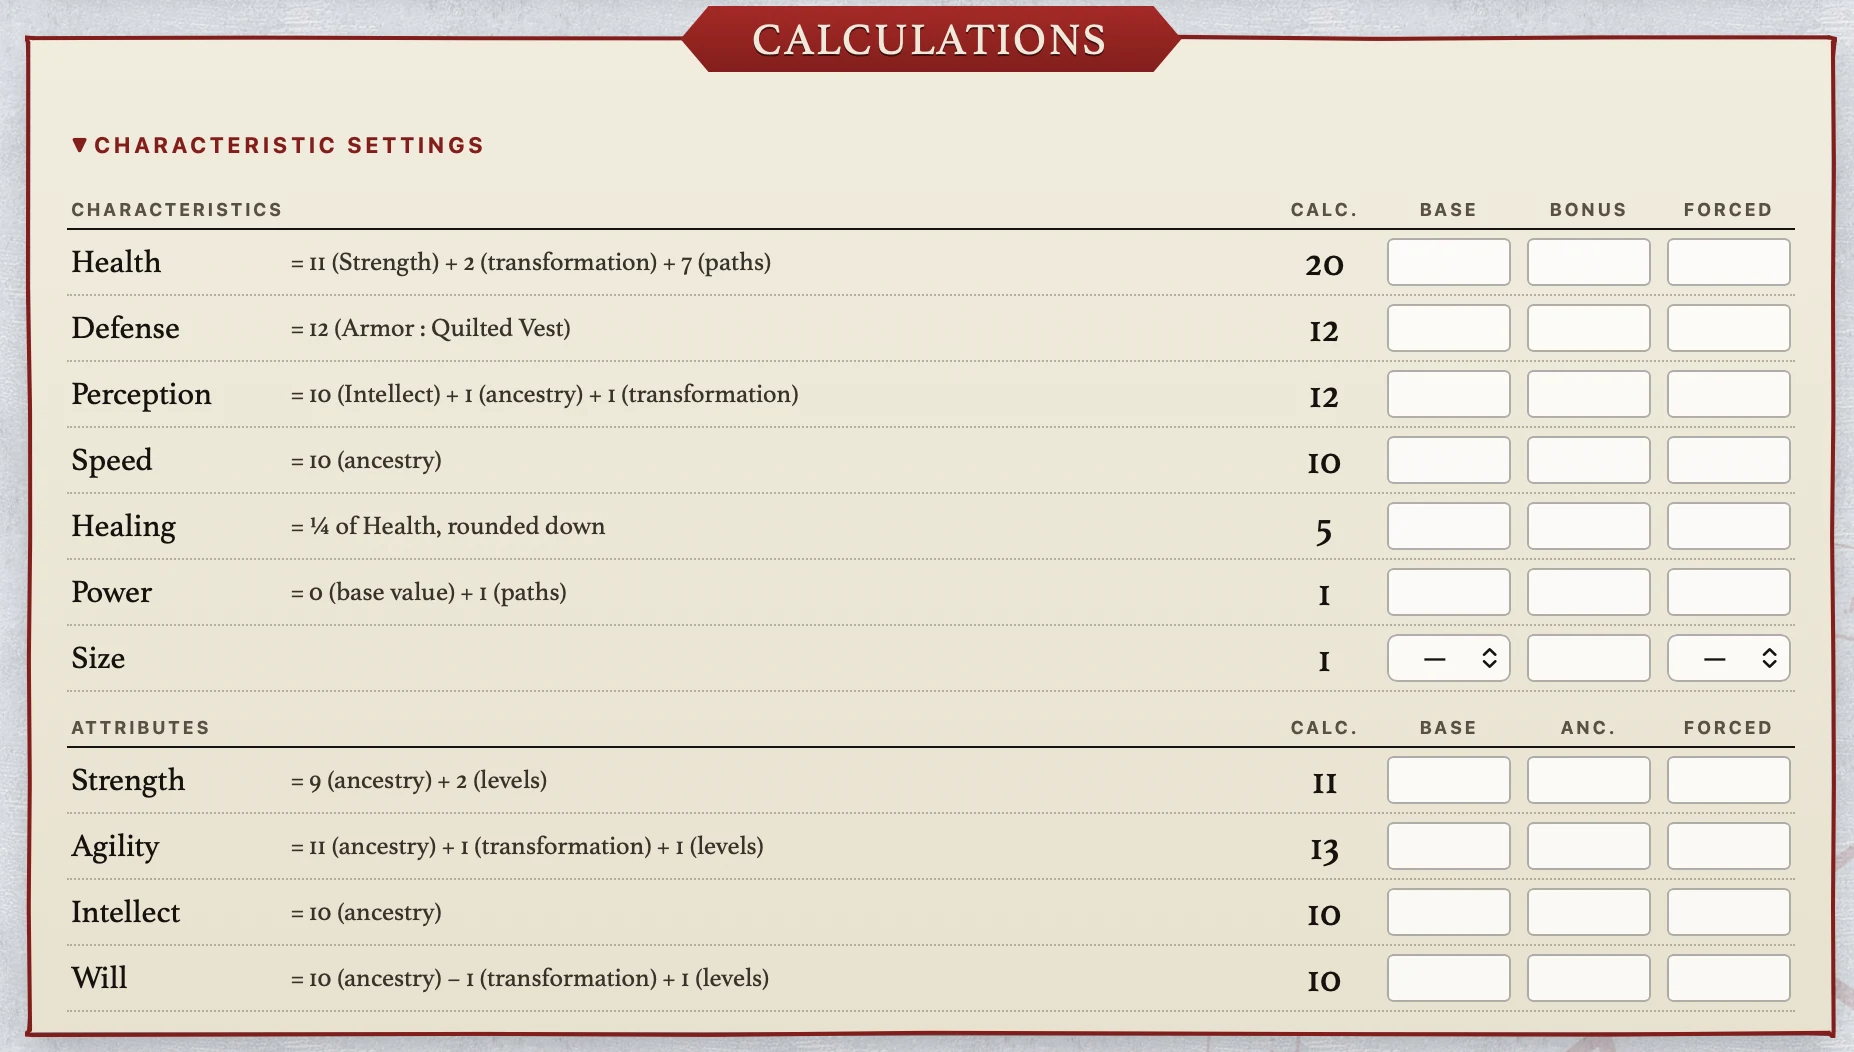 CALCULATIONS
▼ CHARACTERISTIC SETTINGS
CHARACTERISTICS CALC. BASE BONUS FORCED
Health = 11 (Strength) + 2 (transformation) + 7 (paths) 20
Defense = 12 (Armor : Quilted Vest) 12
Perception = 10 (Intellect) + 1 (ancestry) + 1 (transformation) 12
Speed = 10 (ancestry) 10
Healing = ¼ of Health, rounded down 5
Power = 0 (base value) + 1 (paths) 1
Size 1 — —
ATTRIBUTES CALC. BASE ANC. FORCED
Strength = 9 (ancestry) + 2 (levels) 11
Agility = 11 (ancestry) + 1 (transformation) + 1 (levels) 13
Intellect = 10 (ancestry) 10
Will = 10 (ancestry) – 1 (transformation) + 1 (levels) 10